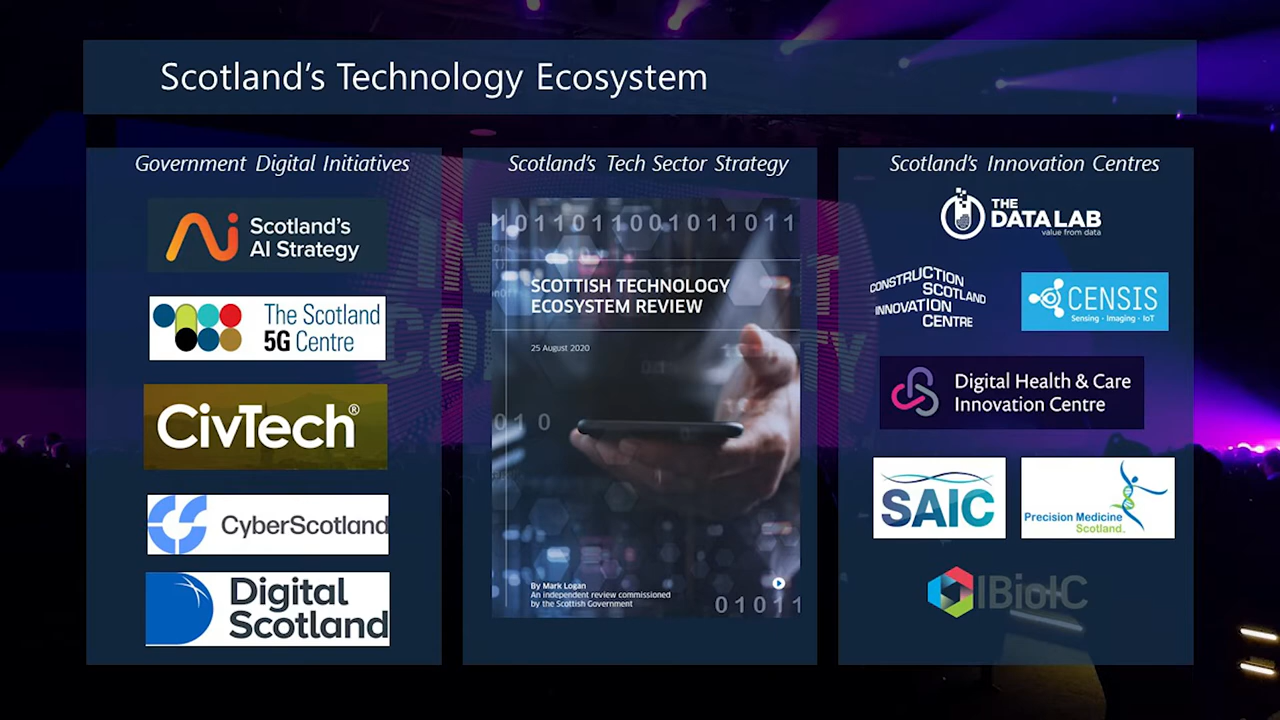 Scotland's Technology Ecosystem
Government Digital Initiatives
Scotland's
AI Strategy
The Scotland
5G Centre
CivTech®
CyberScotland
Digital
Scotland
Scotland's Tech Sector Strategy
1011011001011011
SCOTTISH TECHNOLOGY
ECOSYSTEM REVIEW
25 August 2020
010
By Mark Logan
An independent review commissioned
by the Scottish Government
01011
Scotland's Innovation Centres
THE
DATALAB
value from data
CONSTRUCTION
SCOTLAND
INNOVATION
CENTRE
CENSIS
Sensing · Imaging · IoT
Digital Health & Care
Innovation Centre
SAIC
Precision Medicine
Scotland
IBioIC